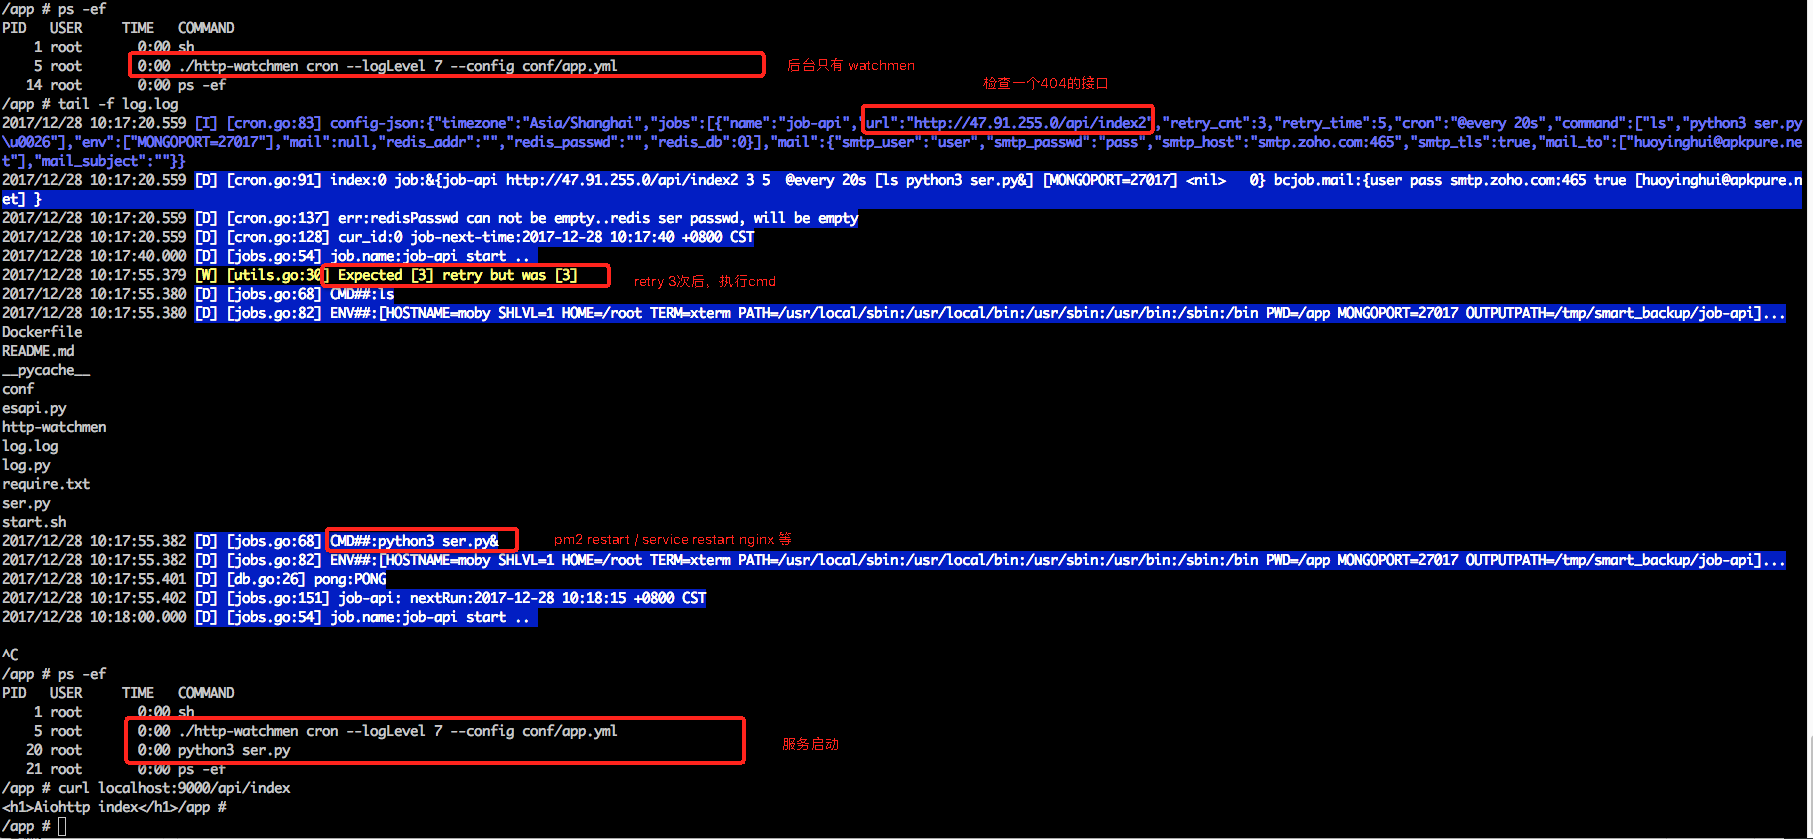 /app # ps -ef
PID   USER     TIME   COMMAND
    1 root       0:00 sh
    5 root       0:00 ./http-watchmen cron --logLevel 7 --config conf/app.yml
后台只有 watchmen
   14 root       0:00 ps -ef
检查一个404的接口
/app # tail -f log.log
2017/12/28 10:17:20.559 [I] [cron.go:83] config-json:{"timezone":"Asia/Shanghai","jobs":[{"name":"job-api","url":"http://47.91.255.0/api/index2","retry_cnt":3,"retry_time":5,"cron":"@every 20s","command":["ls","python3 ser.py
\u0026"],"env":["MONGOPORT=27017"],"mail":null,"redis_addr":"","redis_passwd":"","redis_db":0}],"mail":{"smtp_user":"user","smtp_passwd":"pass","smtp_host":"smtp.zoho.com:465","smtp_tls":true,"mail_to":["huoyinghui@apkpure.ne
t"],"mail_subject":""}}
2017/12/28 10:17:20.559 [D] [cron.go:91] index:0 job:&{job-api http://47.91.255.0/api/index2 3 5  @every 20s [ls python3 ser.py&] [MONGOPORT=27017] <nil>   0} bcjob.mail:{user pass smtp.zoho.com:465 true [huoyinghui@apkpure.n
et] }
2017/12/28 10:17:20.559 [D] [cron.go:137] err:redisPasswd can not be empty..redis ser passwd, will be empty
2017/12/28 10:17:20.559 [D] [cron.go:128] cur_id:0 job-next-time:2017-12-28 10:17:40 +0800 CST
2017/12/28 10:17:40.000 [D] [jobs.go:54] job.name:job-api start ..
2017/12/28 10:17:55.379 [W] [utils.go:30] Expected [3] retry but was [3]
retry 3次后，执行cmd
2017/12/28 10:17:55.380 [D] [jobs.go:68] CMD##:ls
2017/12/28 10:17:55.380 [D] [jobs.go:82] ENV##:[HOSTNAME=moby SHLVL=1 HOME=/root TERM=xterm PATH=/usr/local/sbin:/usr/local/bin:/usr/sbin:/usr/bin:/sbin:/bin PWD=/app MONGOPORT=27017 OUTPUTPATH=/tmp/smart_backup/job-api]...
Dockerfile
README.md
__pycache__
conf
esapi.py
http-watchmen
log.log
log.py
require.txt
ser.py
start.sh
2017/12/28 10:17:55.382 [D] [jobs.go:68] CMD##:python3 ser.py&
pm2 restart / service restart nginx 等
2017/12/28 10:17:55.382 [D] [jobs.go:82] ENV##:[HOSTNAME=moby SHLVL=1 HOME=/root TERM=xterm PATH=/usr/local/sbin:/usr/local/bin:/usr/sbin:/usr/bin:/sbin:/bin PWD=/app MONGOPORT=27017 OUTPUTPATH=/tmp/smart_backup/job-api]...
2017/12/28 10:17:55.401 [D] [db.go:26] pong:PONG
2017/12/28 10:17:55.402 [D] [jobs.go:151] job-api: nextRun:2017-12-28 10:18:15 +0800 CST
2017/12/28 10:18:00.000 [D] [jobs.go:54] job.name:job-api start ..
^C
/app # ps -ef
PID   USER     TIME   COMMAND
    1 root       0:00 sh
    5 root       0:00 ./http-watchmen cron --logLevel 7 --config conf/app.yml
   20 root       0:00 python3 ser.py
服务启动
   21 root       0:00 ps -ef
/app # curl localhost:9000/api/index
<h1>Aiohttp index</h1>/app #
/app #